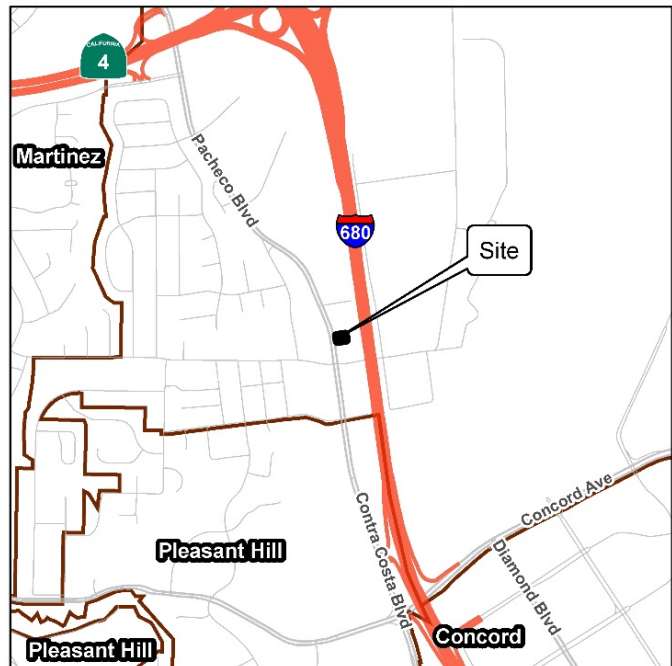 CALIFORNIA
4
Martinez
Pacheco Blvd
680
Site
Concord Ave
Pleasant Hill
Contra Costa Blvd
Diamond Blvd
Concord
Pleasant Hill